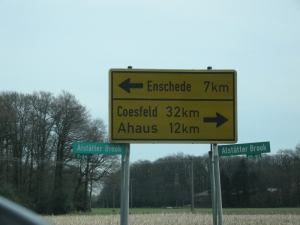 Enschede 7km
Coesfeld 32km
Ahaus 12km
Alstätter Brook
Alstätter Brook